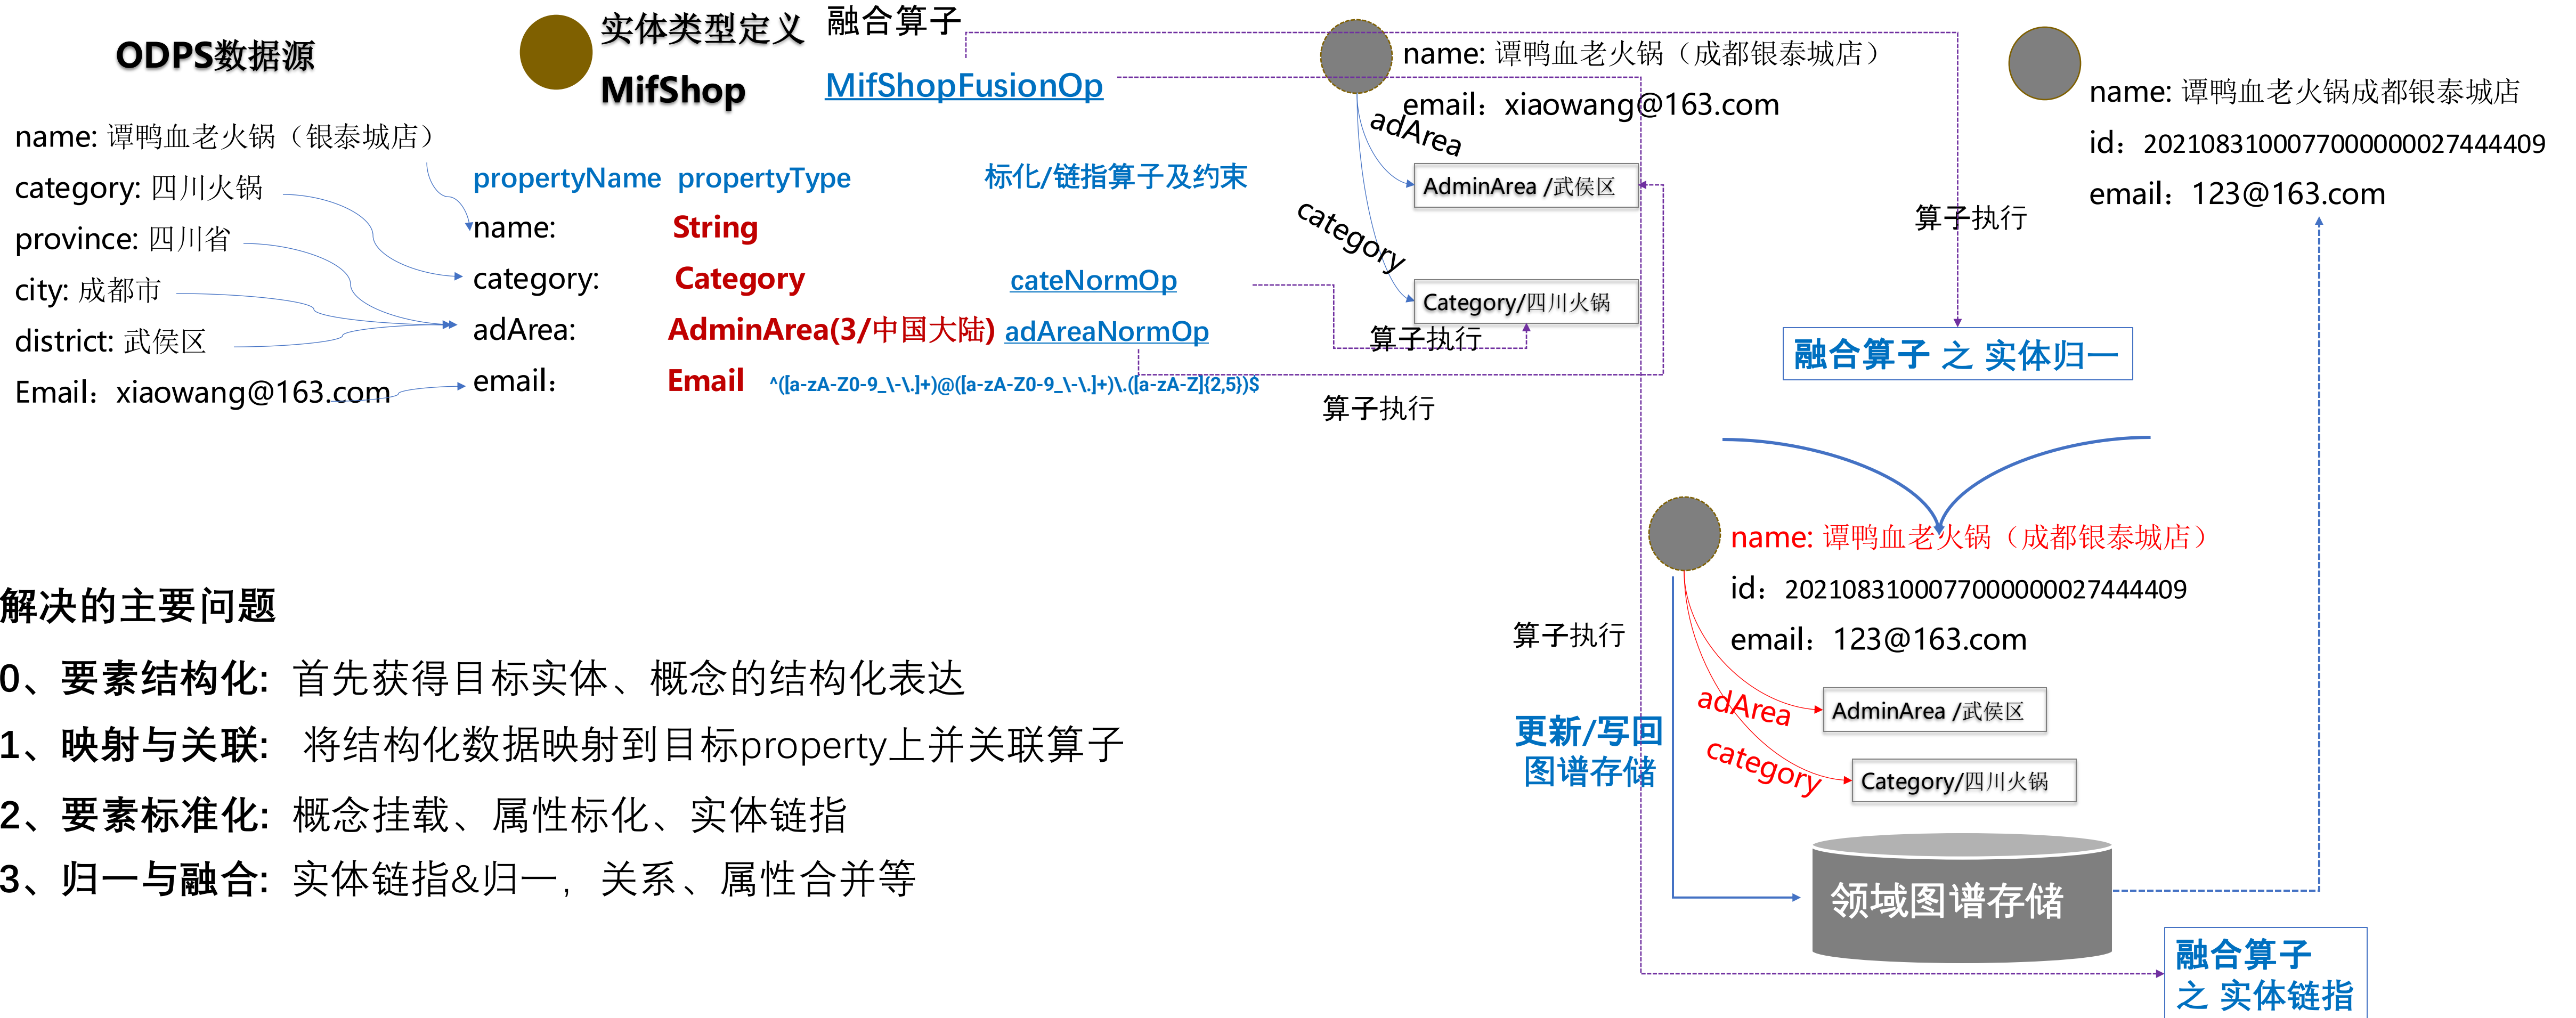 ODPS数据源
name: 谭鸭血老火锅（银泰城店）
category: 四川火锅
province: 四川省
city: 成都市
district: 武侯区
Email：xiaowang@163.com
实体类型定义
MifShop
融合算子
MifShopFusionOp
propertyName propertyType 标化/链指算子及约束
name: String
category: Category cateNormOp
adArea: AdminArea(3/中国大陆) adAreaNormOp
email： Email ^([a-zA-Z0-9_\-\.]+)@([a-zA-Z0-9_\-\.]+)\.([a-zA-Z]{2,5})$
name: 谭鸭血老火锅（成都银泰城店）
email：xiaowang@163.com
adArea
AdminArea /武侯区
category
Category/四川火锅
算子执行
算子执行
name: 谭鸭血老火锅成都银泰城店
id：2021083100077000000027444409
email：123@163.com
算子执行
融合算子 之 实体归一
name: 谭鸭血老火锅（成都银泰城店）
id：2021083100077000000027444409
email：123@163.com
算子执行
adArea
AdminArea /武侯区
category
Category/四川火锅
更新/写回
图谱存储
领域图谱存储
融合算子
之 实体链指
解决的主要问题
0、要素结构化: 首先获得目标实体、概念的结构化表达
1、映射与关联: 将结构化数据映射到目标property上并关联算子
2、要素标准化: 概念挂载、属性标化、实体链指
3、归一与融合: 实体链指&归一，关系、属性合并等